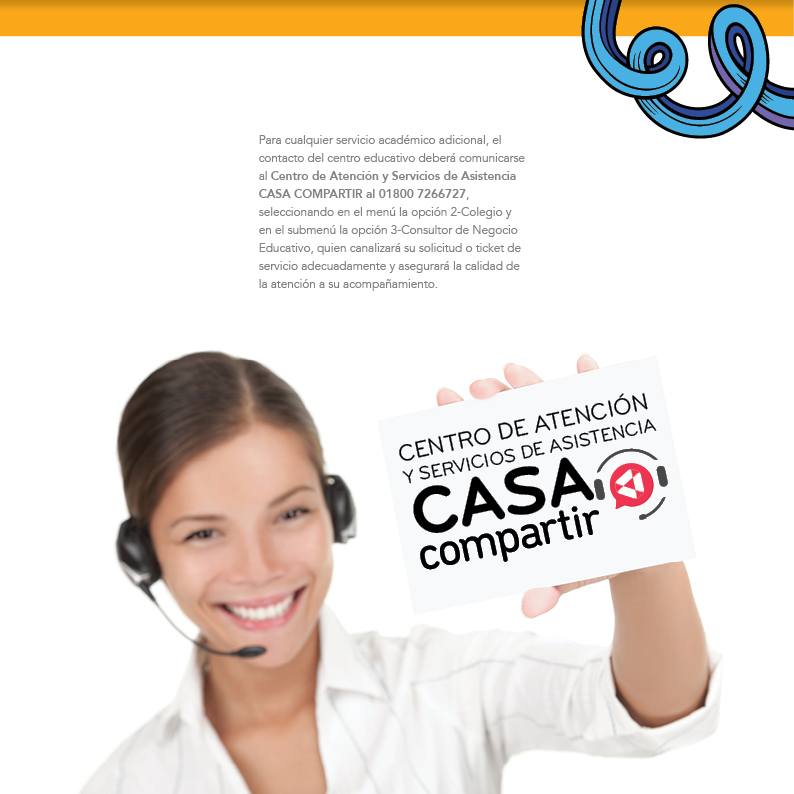 Para cualquier servicio académico adicional, el
contacto del centro educativo deberá comunicarse
al Centro de Atención y Servicios de Asistencia
CASA COMPARTIR al 01800 7266727,
seleccionando en el menú la opción 2-Colegio y
en el submenú la opción 3-Consultor de Negocio
Educativo, quien canalizará su solicitud o ticket de
servicio adecuadamente y asegurará la calidad de
la atención a su acompañamiento.
CENTRO DE ATENCIÓN
Y SERVICIOS DE ASISTENCIA
CASA
compartir